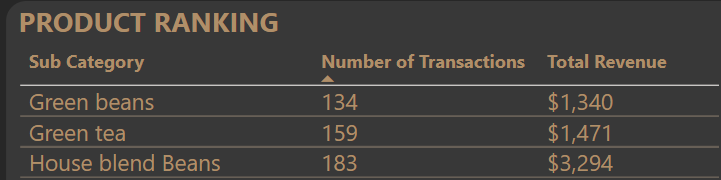 PRODUCT RANKING
Sub Category Number of Transactions Total Revenue
Green beans 134 $1,340
Green tea 159 $1,471
House blend Beans 183 $3,294